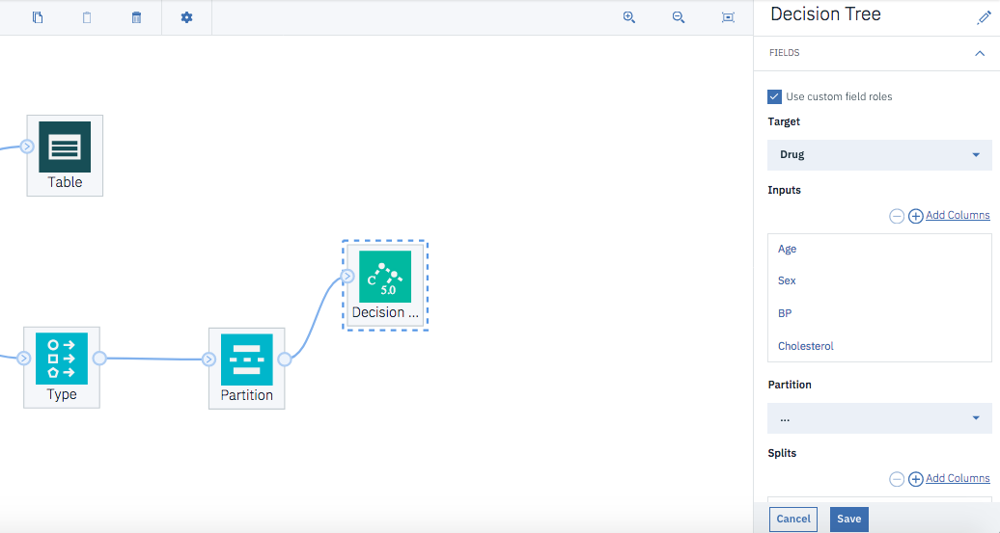 Decision Tree
FIELDS
Use custom field roles
Target
Drug
Inputs
Add Columns
Age
Sex
BP
Cholesterol
Partition
...
Splits
Add Columns
Cancel
Save
Table
C
5.0
Decision ...
Type
Partition